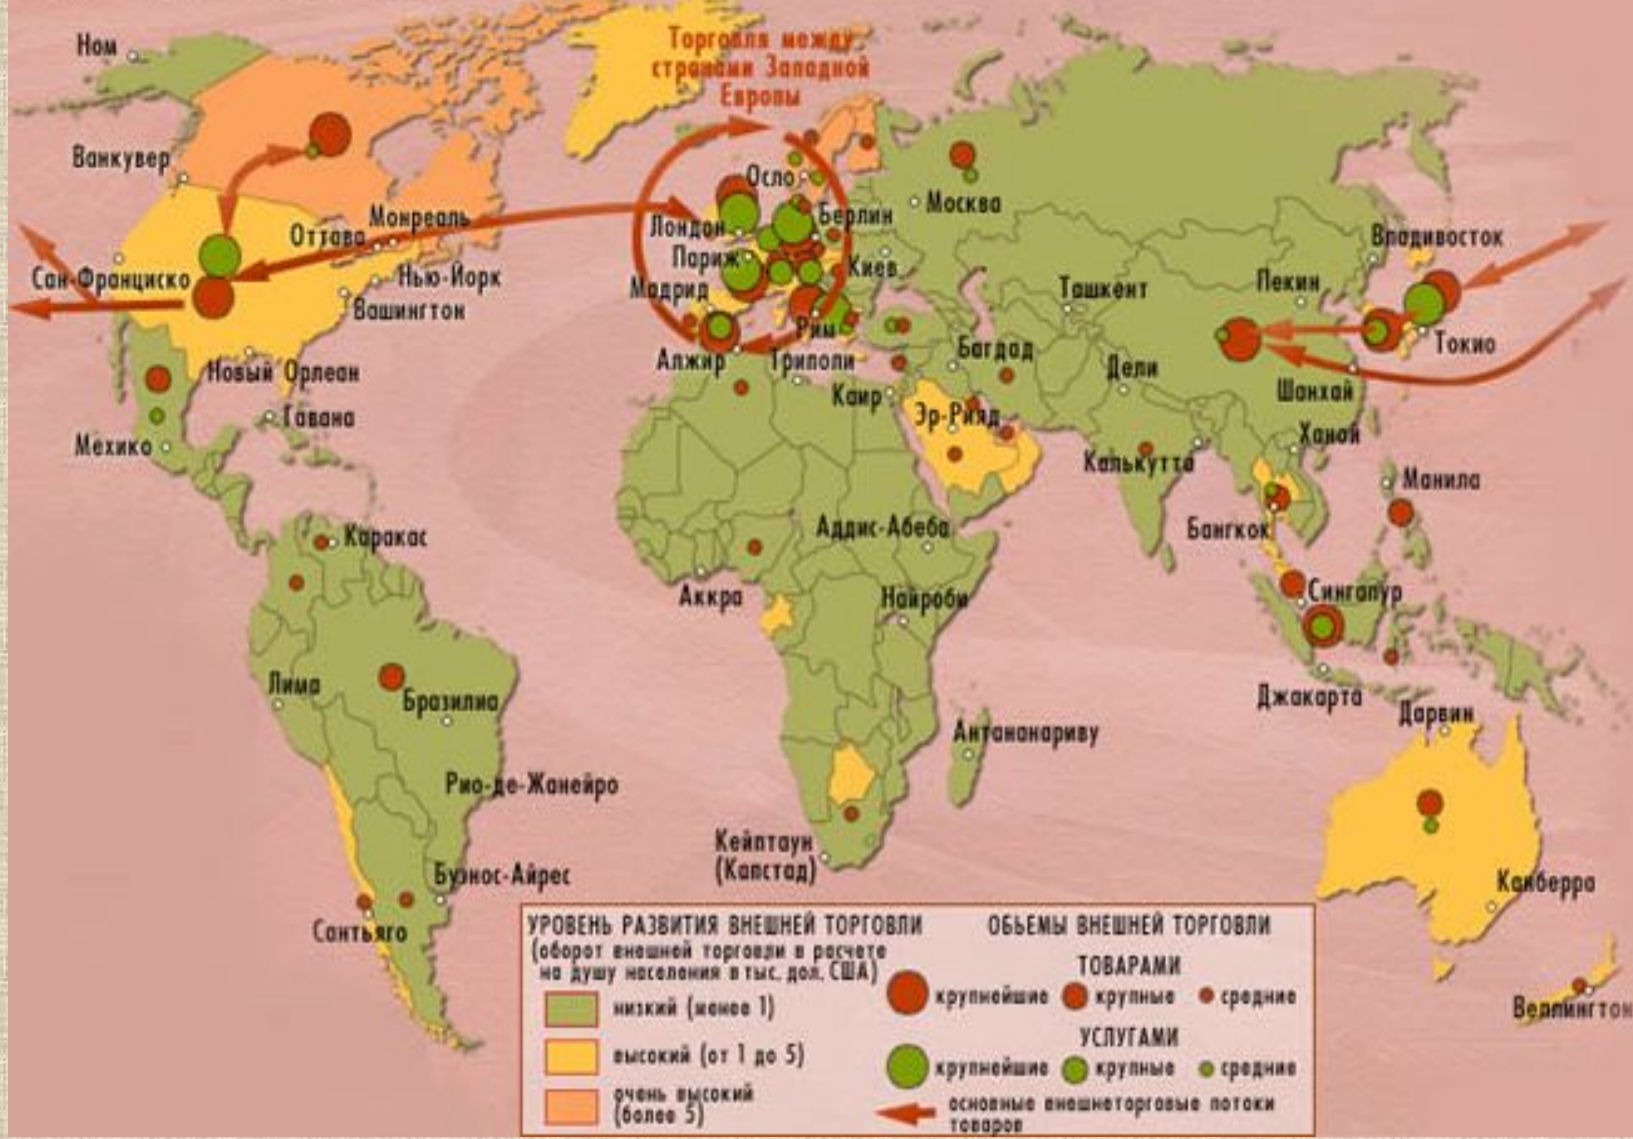 Торговля между
странами Западной
Европы
Ном
Ванкувер
Осло
Москва
Монреаль
Оттава
Лондон
Берлин
Владивосток
Париж
Киев
Сан-Франциско
Нью-Йорк
Мадрид
Ташкент
Пекин
Вашингтон
Рим
Токио
Алжир
Триполи
Багдад
Дели
Новый Орлеан
Шанхай
Каир
Гавана
Эр-Рияд
Ханой
Мехико
Калькутта
Манила
Каракас
Аддис-Абеба
Бангкок
Аккра
Найроби
Сингапур
Лима
Бразилиа
Джакарта
Дарвин
Антананариву
Рио-де-Жанейро
Кейптаун
(Капстад)
Буэнос-Айрес
Канберра
Сантьяго
Веллингтон
УРОВЕНЬ РАЗВИТИЯ ВНЕШНЕЙ ТОРГОВЛИ
(оборот внешней торговли в расчете
на душу населения в тыс. дол. США)
низкий (менее 1)
высокий (от 1 до 5)
очень высокий
(более 5)
ОБЬЕМЫ ВНЕШНЕЙ ТОРГОВЛИ
ТОВАРАМИ
крупнейшие крупные средние
УСЛУГАМИ
крупнейшие крупные средние
основные внешнеторговые потоки
товаров